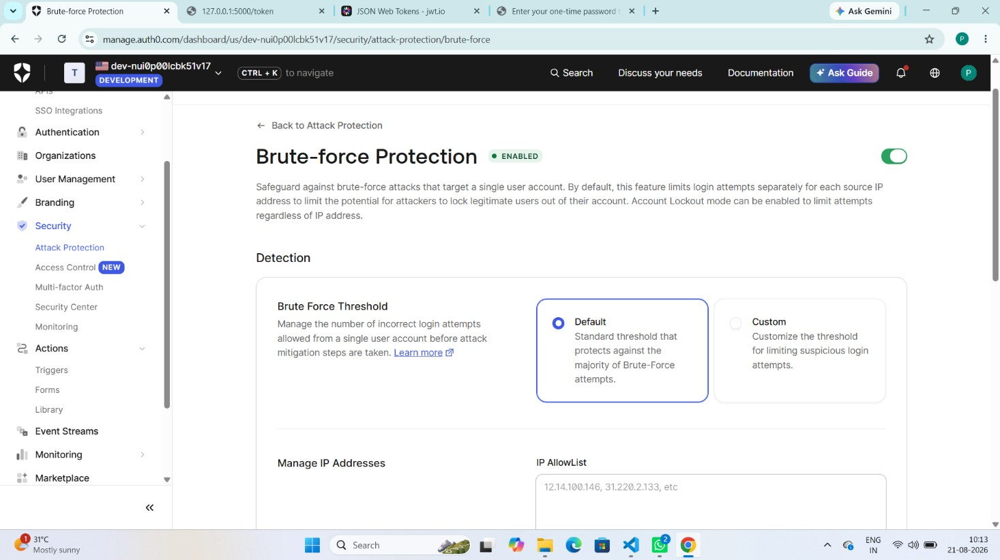 Brute-force Protection
127.0.0.1:5000/token
JSON Web Tokens - jwt.io
Enter your one-time password
Ask Gemini
manage.auth0.com/dashboard/us/dev-nui0p00lcbk51v17/security/attack-protection/brute-force
P
T
dev-nui0p00lcbk51v17
DEVELOPMENT
CTRL + K to navigate
Search
Discuss your needs
Documentation
Ask Guide
P
APIs
SSO Integrations
Authentication
Organizations
User Management
Branding
Security
Attack Protection
Access Control NEW
Multi-factor Auth
Security Center
Monitoring
Actions
Triggers
Forms
Library
Event Streams
Monitoring
Marketplace
Back to Attack Protection
Brute-force Protection ENABLED
Safeguard against brute-force attacks that target a single user account. By default, this feature limits login attempts separately for each source IP
address to limit the potential for attackers to lock legitimate users out of their account. Account Lockout mode can be enabled to limit attempts
regardless of IP address.
Detection
Brute Force Threshold
Manage the number of incorrect login attempts
allowed from a single user account before attack
mitigation steps are taken. Learn more
Default
Standard threshold that
protects against the
majority of Brute-Force
attempts.
Custom
Customize the threshold
for limiting suspicious login
attempts.
Manage IP Addresses
IP AllowList
12.14.100.146, 31.220.2.133, etc
1
31°C
Mostly sunny
Search
2
ENG
IN
10:13
21-08-2026